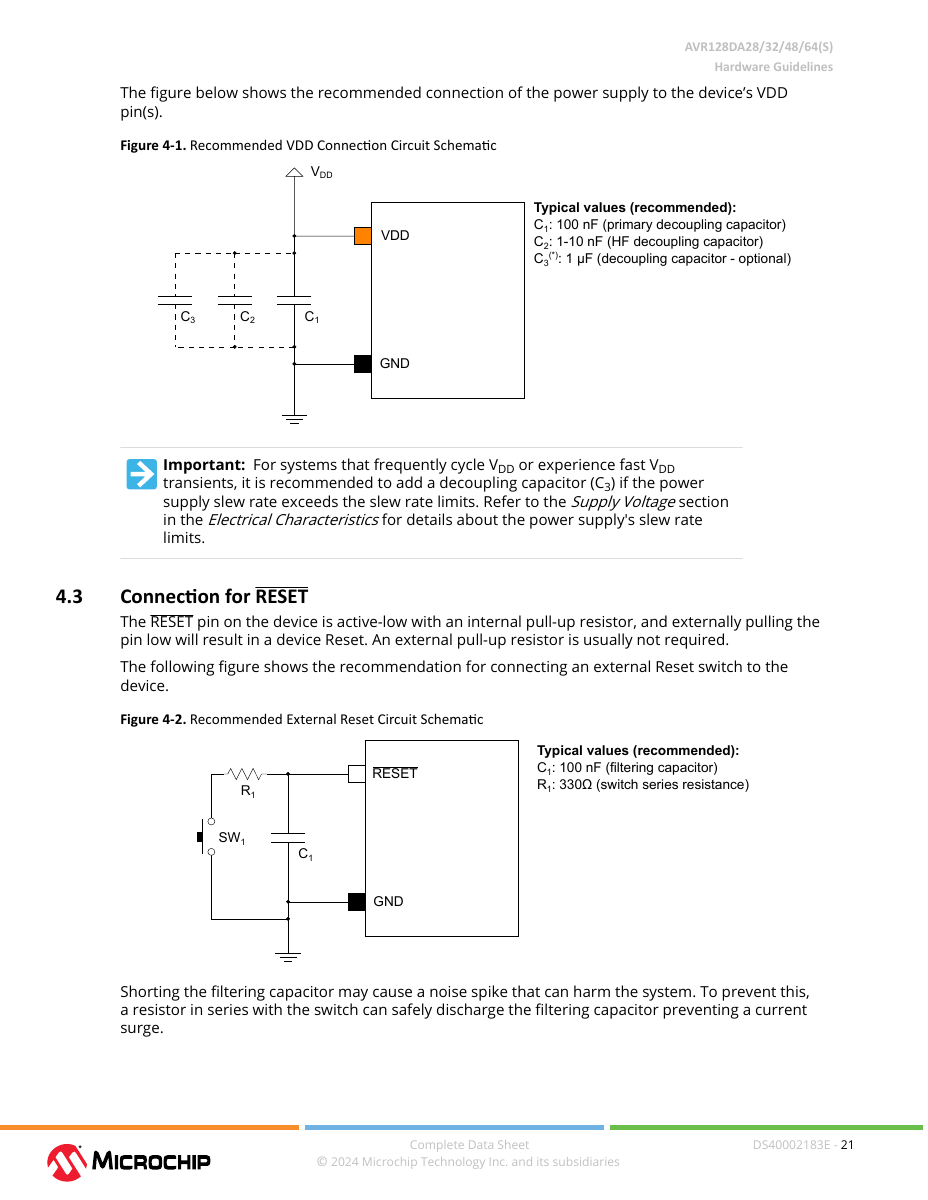 AVR128DA28/32/48/64(S)
Hardware Guidelines
The figure below shows the recommended connection of the power supply to the device’s VDD
pin(s).
Figure 4-1. Recommended VDD Connection Circuit Schematic
VDD
VDD
C3
C2
C1
GND
Typical values (recommended):
C1: 100 nF (primary decoupling capacitor)
C2: 1-10 nF (HF decoupling capacitor)
C3(*): 1 µF (decoupling capacitor - optional)
Important: For systems that frequently cycle VDD or experience fast VDD
transients, it is recommended to add a decoupling capacitor (C3) if the power
supply slew rate exceeds the slew rate limits. Refer to the Supply Voltage section
in the Electrical Characteristics for details about the power supply's slew rate
limits.
4.3 Connection for RESET
The RESET pin on the device is active-low with an internal pull-up resistor, and externally pulling the
pin low will result in a device Reset. An external pull-up resistor is usually not required.
The following figure shows the recommendation for connecting an external Reset switch to the
device.
Figure 4-2. Recommended External Reset Circuit Schematic
RESET
R1
SW1
C1
GND
Typical values (recommended):
C1: 100 nF (filtering capacitor)
R1: 330Ω (switch series resistance)
Shorting the filtering capacitor may cause a noise spike that can harm the system. To prevent this,
a resistor in series with the switch can safely discharge the filtering capacitor preventing a current
surge.
MICROCHIP
Complete Data Sheet
© 2024 Microchip Technology Inc. and its subsidiaries
DS40002183E - 21